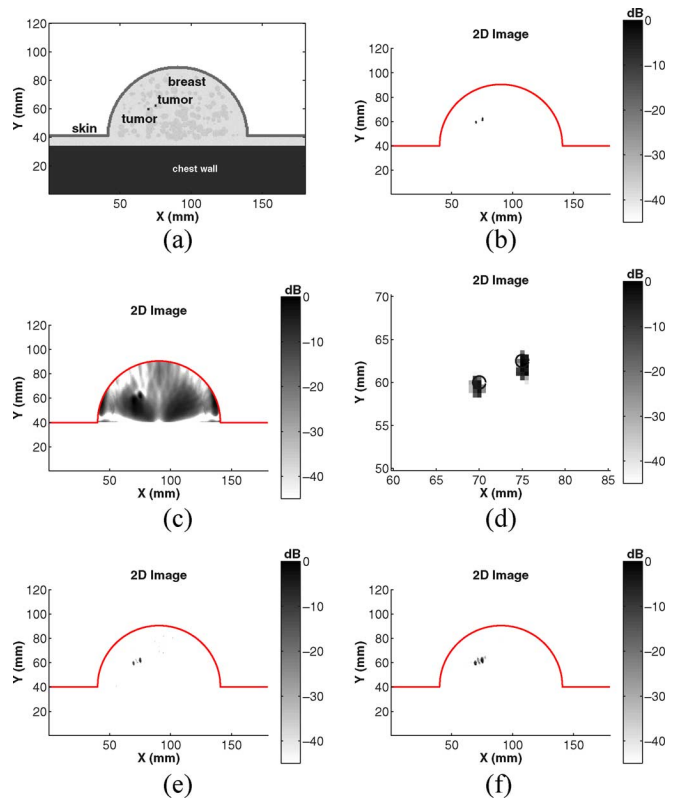 120
100
80
60
40
20
Y (mm)
breast
tumor
tumor
skin
chest wall
50
100
150
X (mm)
(a)
2D Image
dB
0
−10
−20
−30
−40
120
100
80
60
40
20
Y (mm)
50
100
150
X (mm)
(b)
2D Image
dB
0
−10
−20
−30
−40
120
100
80
60
40
20
Y (mm)
50
100
150
X (mm)
(c)
2D Image
dB
0
−10
−20
−30
−40
70
65
60
55
50
Y (mm)
60
65
70
75
80
85
X (mm)
(d)
2D Image
dB
0
−10
−20
−30
−40
120
100
80
60
40
20
Y (mm)
50
100
150
X (mm)
(e)
2D Image
dB
0
−10
−20
−30
−40
120
100
80
60
40
20
Y (mm)
50
100
150
X (mm)
(f)